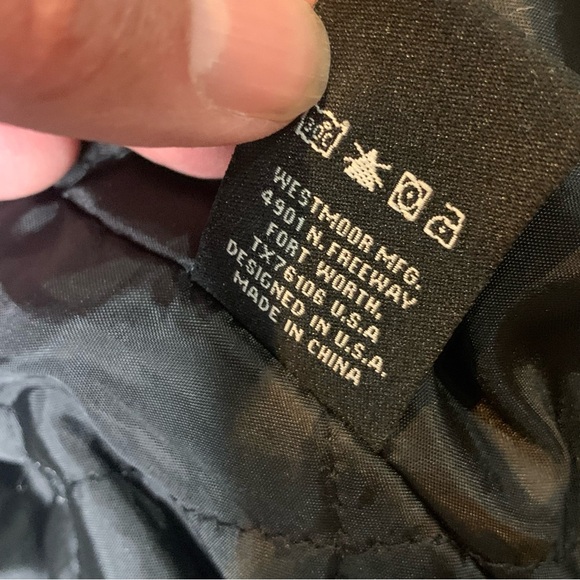 WESTMOOR MFG.
4901 N. FREEWAY
FORT WORTH,
TX76106 U.S.A
DESIGNED IN U.S.A.
MADE IN CHINA